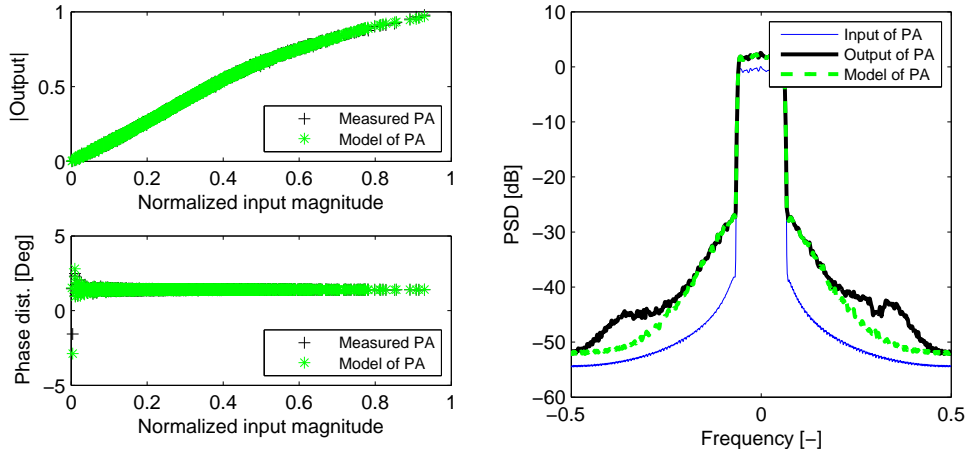 1
0.5
0
|Output|
0 0.2 0.4 0.6 0.8 1
Normalized input magnitude
Measured PA
Model of PA
5
0
−5
Phase dist. [Deg]
0 0.2 0.4 0.6 0.8 1
Normalized input magnitude
Measured PA
Model of PA
10
0
−10
−20
−30
−40
−50
−60
PSD [dB]
−0.5 0 0.5
Frequency [−]
Input of PA
Output of PA
Model of PA